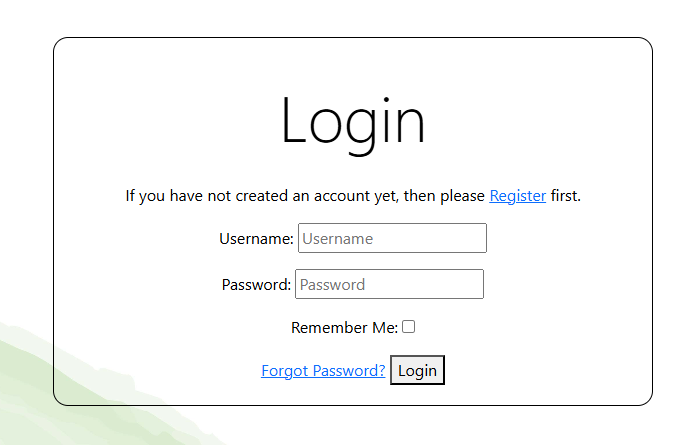 Login
If you have not created an account yet, then please Register first.
Username: Username
Password: Password
Remember Me:
Forgot Password? Login